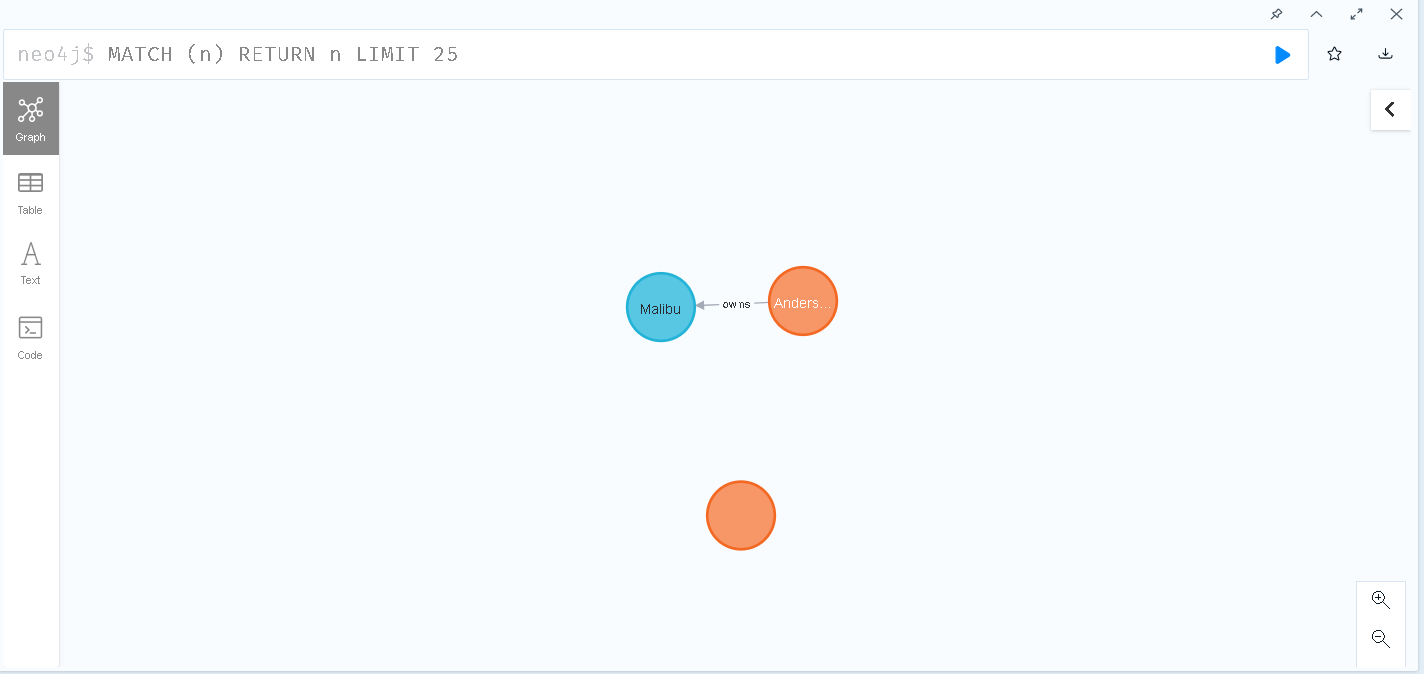 neo4j$ MATCH (n) RETURN n LIMIT 25
Graph
Table
A
Text
>_
Code
Malibu
owns
Anders...